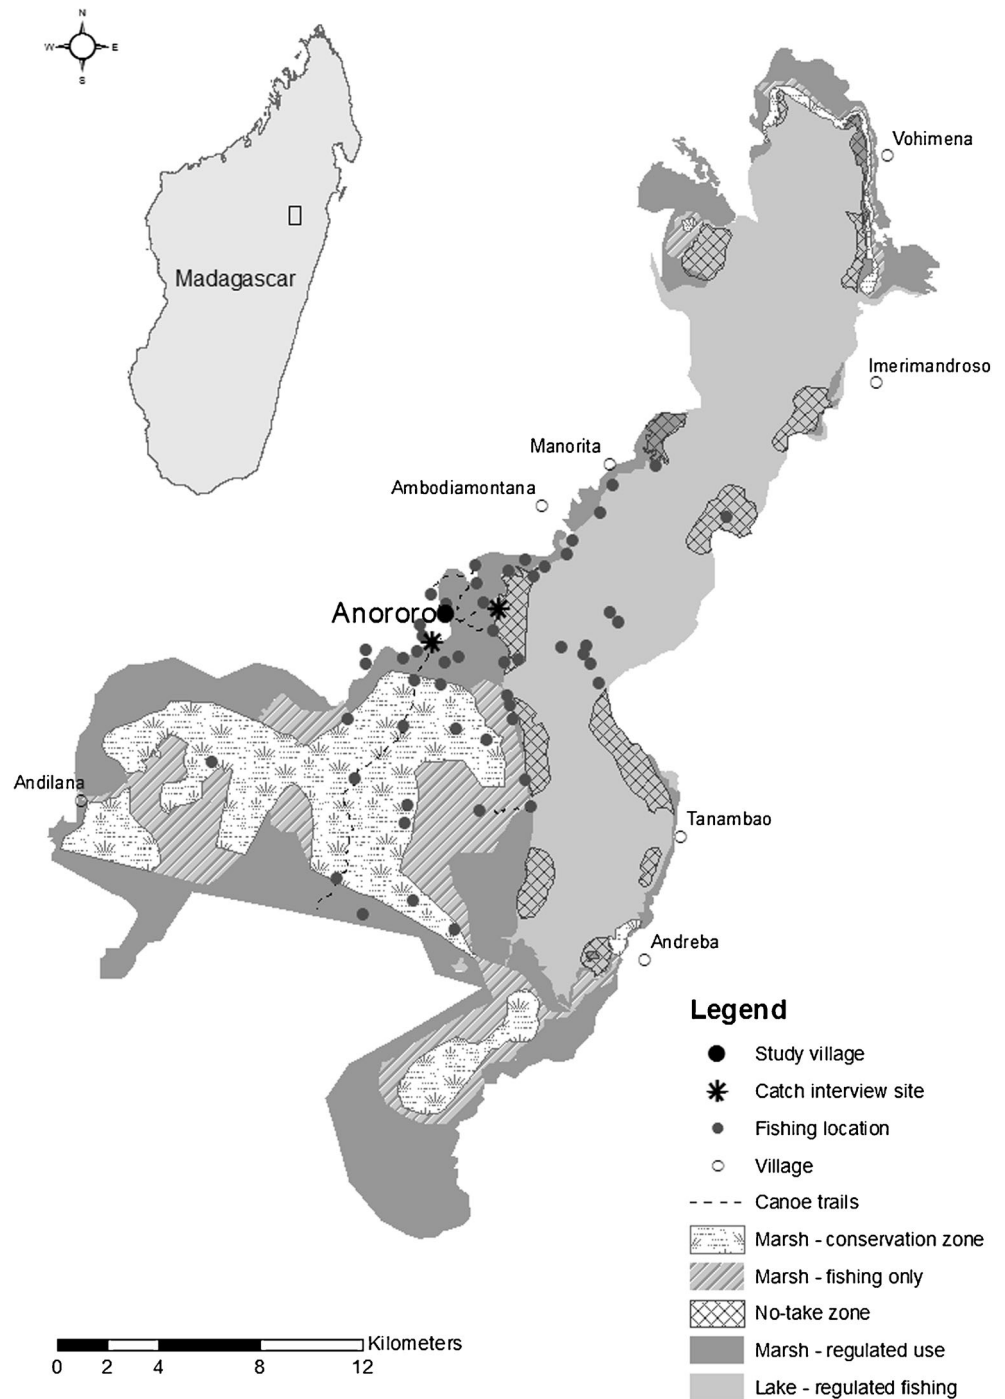 N
W
E
S
Madagascar
Vohimena
Imerimandroso
Manorita
Ambodiamontana
Anororo
Andilana
Tanambao
Andreba
Legend
Study village
Catch interview site
Fishing location
Village
Canoe trails
Marsh - conservation zone
Marsh - fishing only
No-take zone
Marsh - regulated use
Lake - regulated fishing
Kilometers
0 2 4 8 12